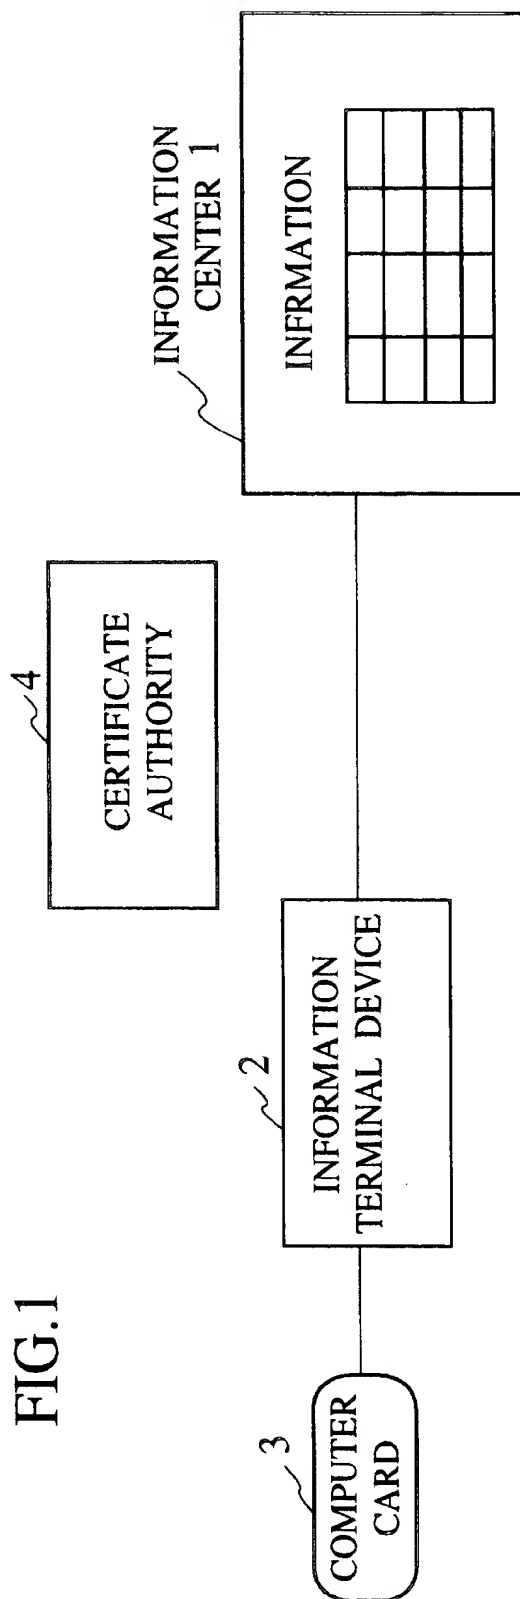 FIG.1
4
CERTIFICATE
AUTHORITY
INFORMATION
CENTER 1
3
COMPUTER
CARD
2
INFORMATION
TERMINAL DEVICE
INFRMATION